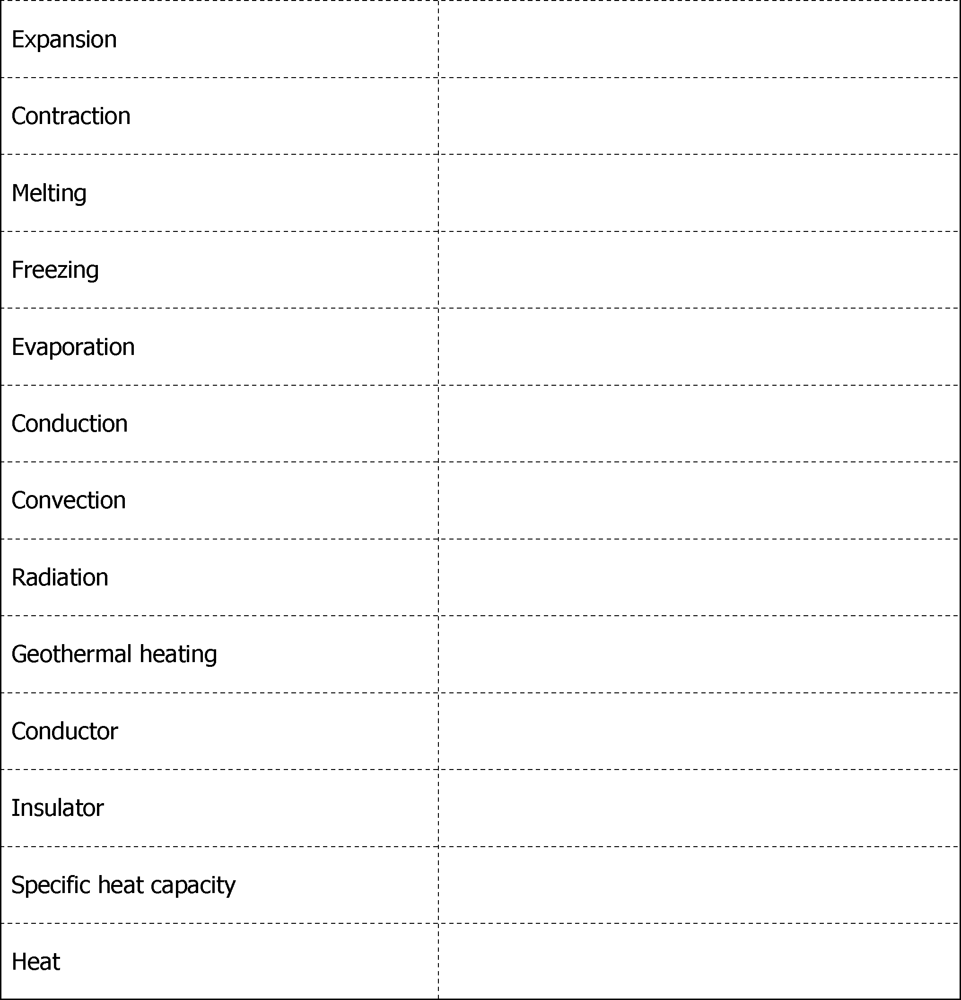 Expansion
Contraction
Melting
Freezing
Evaporation
Conduction
Convection
Radiation
Geothermal heating
Conductor
Insulator
Specific heat capacity
Heat